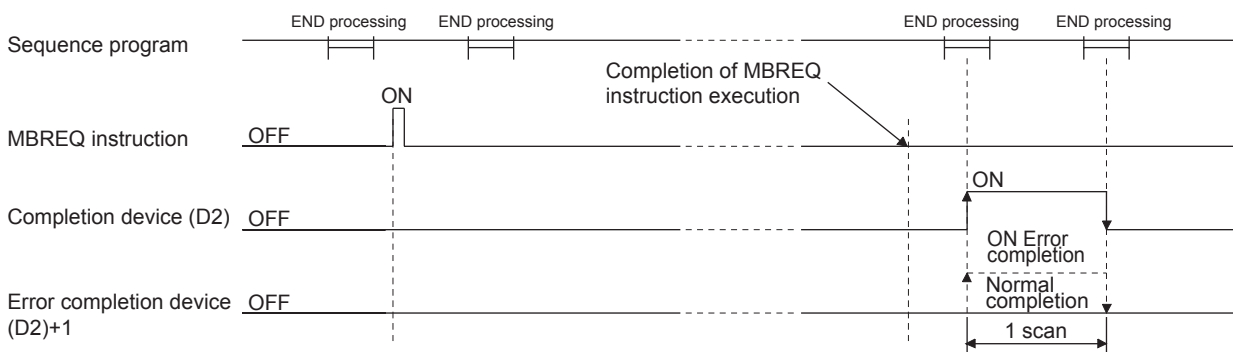 END processing
END processing
END processing
END processing
Sequence program
Completion of MBREQ
instruction execution
ON
MBREQ instruction
OFF
ON
Completion device (D2)
OFF
ON Error
completion
Normal
completion
Error completion device
(D2)+1
OFF
1 scan